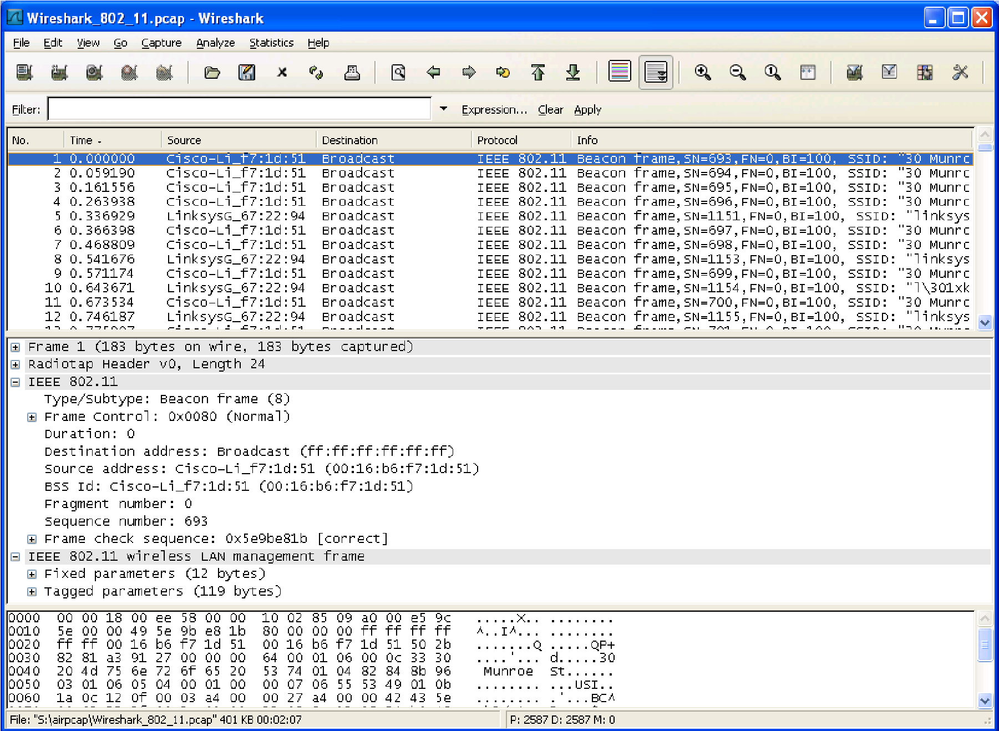 Wireshark_802_11.pcap - Wireshark
File Edit View Go Capture Analyze Statistics Help
Filter: Expression... Clear Apply
No. Time Source Destination Protocol Info
1 0.000000 Cisco-Li_f7:1d:51 Broadcast IEEE 802.11 Beacon frame,SN=693,FN=0,BI=100, SSID: "30 Munrc
2 0.059190 Cisco-Li_f7:1d:51 Broadcast IEEE 802.11 Beacon frame,SN=694,FN=0,BI=100, SSID: "30 Munrc
3 0.161556 Cisco-Li_f7:1d:51 Broadcast IEEE 802.11 Beacon frame,SN=695,FN=0,BI=100, SSID: "30 Munrc
4 0.263938 Cisco-Li_f7:1d:51 Broadcast IEEE 802.11 Beacon frame,SN=696,FN=0,BI=100, SSID: "30 Munrc
5 0.336929 LinksysG_67:22:94 Broadcast IEEE 802.11 Beacon frame,SN=1151,FN=0,BI=100, SSID: "linksys
6 0.366398 Cisco-Li_f7:1d:51 Broadcast IEEE 802.11 Beacon frame,SN=697,FN=0,BI=100, SSID: "30 Munrc
7 0.468809 Cisco-Li_f7:1d:51 Broadcast IEEE 802.11 Beacon frame,SN=698,FN=0,BI=100, SSID: "30 Munrc
8 0.541676 LinksysG_67:22:94 Broadcast IEEE 802.11 Beacon frame,SN=1153,FN=0,BI=100, SSID: "linksys
9 0.571174 Cisco-Li_f7:1d:51 Broadcast IEEE 802.11 Beacon frame,SN=699,FN=0,BI=100, SSID: "30 Munrc
10 0.643671 LinksysG_67:22:94 Broadcast IEEE 802.11 Beacon frame,SN=1154,FN=0,BI=100, SSID: "l\301xk
11 0.673534 Cisco-Li_f7:1d:51 Broadcast IEEE 802.11 Beacon frame,SN=700,FN=0,BI=100, SSID: "30 Munrc
12 0.746187 LinksysG_67:22:94 Broadcast IEEE 802.11 Beacon frame,SN=1155,FN=0,BI=100, SSID: "linksys
Frame 1 (183 bytes on wire, 183 bytes captured)
Radiotap Header v0, Length 24
IEEE 802.11
Type/Subtype: Beacon frame (8)
Frame Control: 0x0080 (Normal)
Duration: 0
Destination address: Broadcast (ff:ff:ff:ff:ff:ff)
Source address: Cisco-Li_f7:1d:51 (00:16:b6:f7:1d:51)
BSS Id: Cisco-Li_f7:1d:51 (00:16:b6:f7:1d:51)
Fragment number: 0
Sequence number: 693
Frame check sequence: 0x5e9be81b [correct]
IEEE 802.11 wireless LAN management frame
Fixed parameters (12 bytes)
Tagged parameters (119 bytes)
0000 00 00 18 00 ee 58 00 00 10 02 85 09 a0 00 e5 9c .....X.. ........
0010 5e 00 00 49 5e 9b e8 1b 80 00 00 00 ff ff ff ff ^..I^... ........
0020 ff ff 00 16 b6 f7 1d 51 00 16 b6 f7 1d 51 50 2b .......Q .....QP+
0030 82 81 a3 91 27 00 00 00 64 00 01 06 00 0c 33 30 ....'... d.....30
0040 20 4d 75 6e 72 6f 65 20 53 74 01 04 82 84 8b 96 Munroe St......
0050 03 01 06 05 04 00 01 00 00 07 06 55 53 49 01 0b ........ ...USI..
0060 1a 0c 12 0f 00 03 a4 00 00 27 a4 00 00 42 43 5e ........ .'...BC^
File: "S:\airpcap\Wireshark_802_11.pcap" 401 KB 00:02:07 P: 2587 D: 2587 M: 0